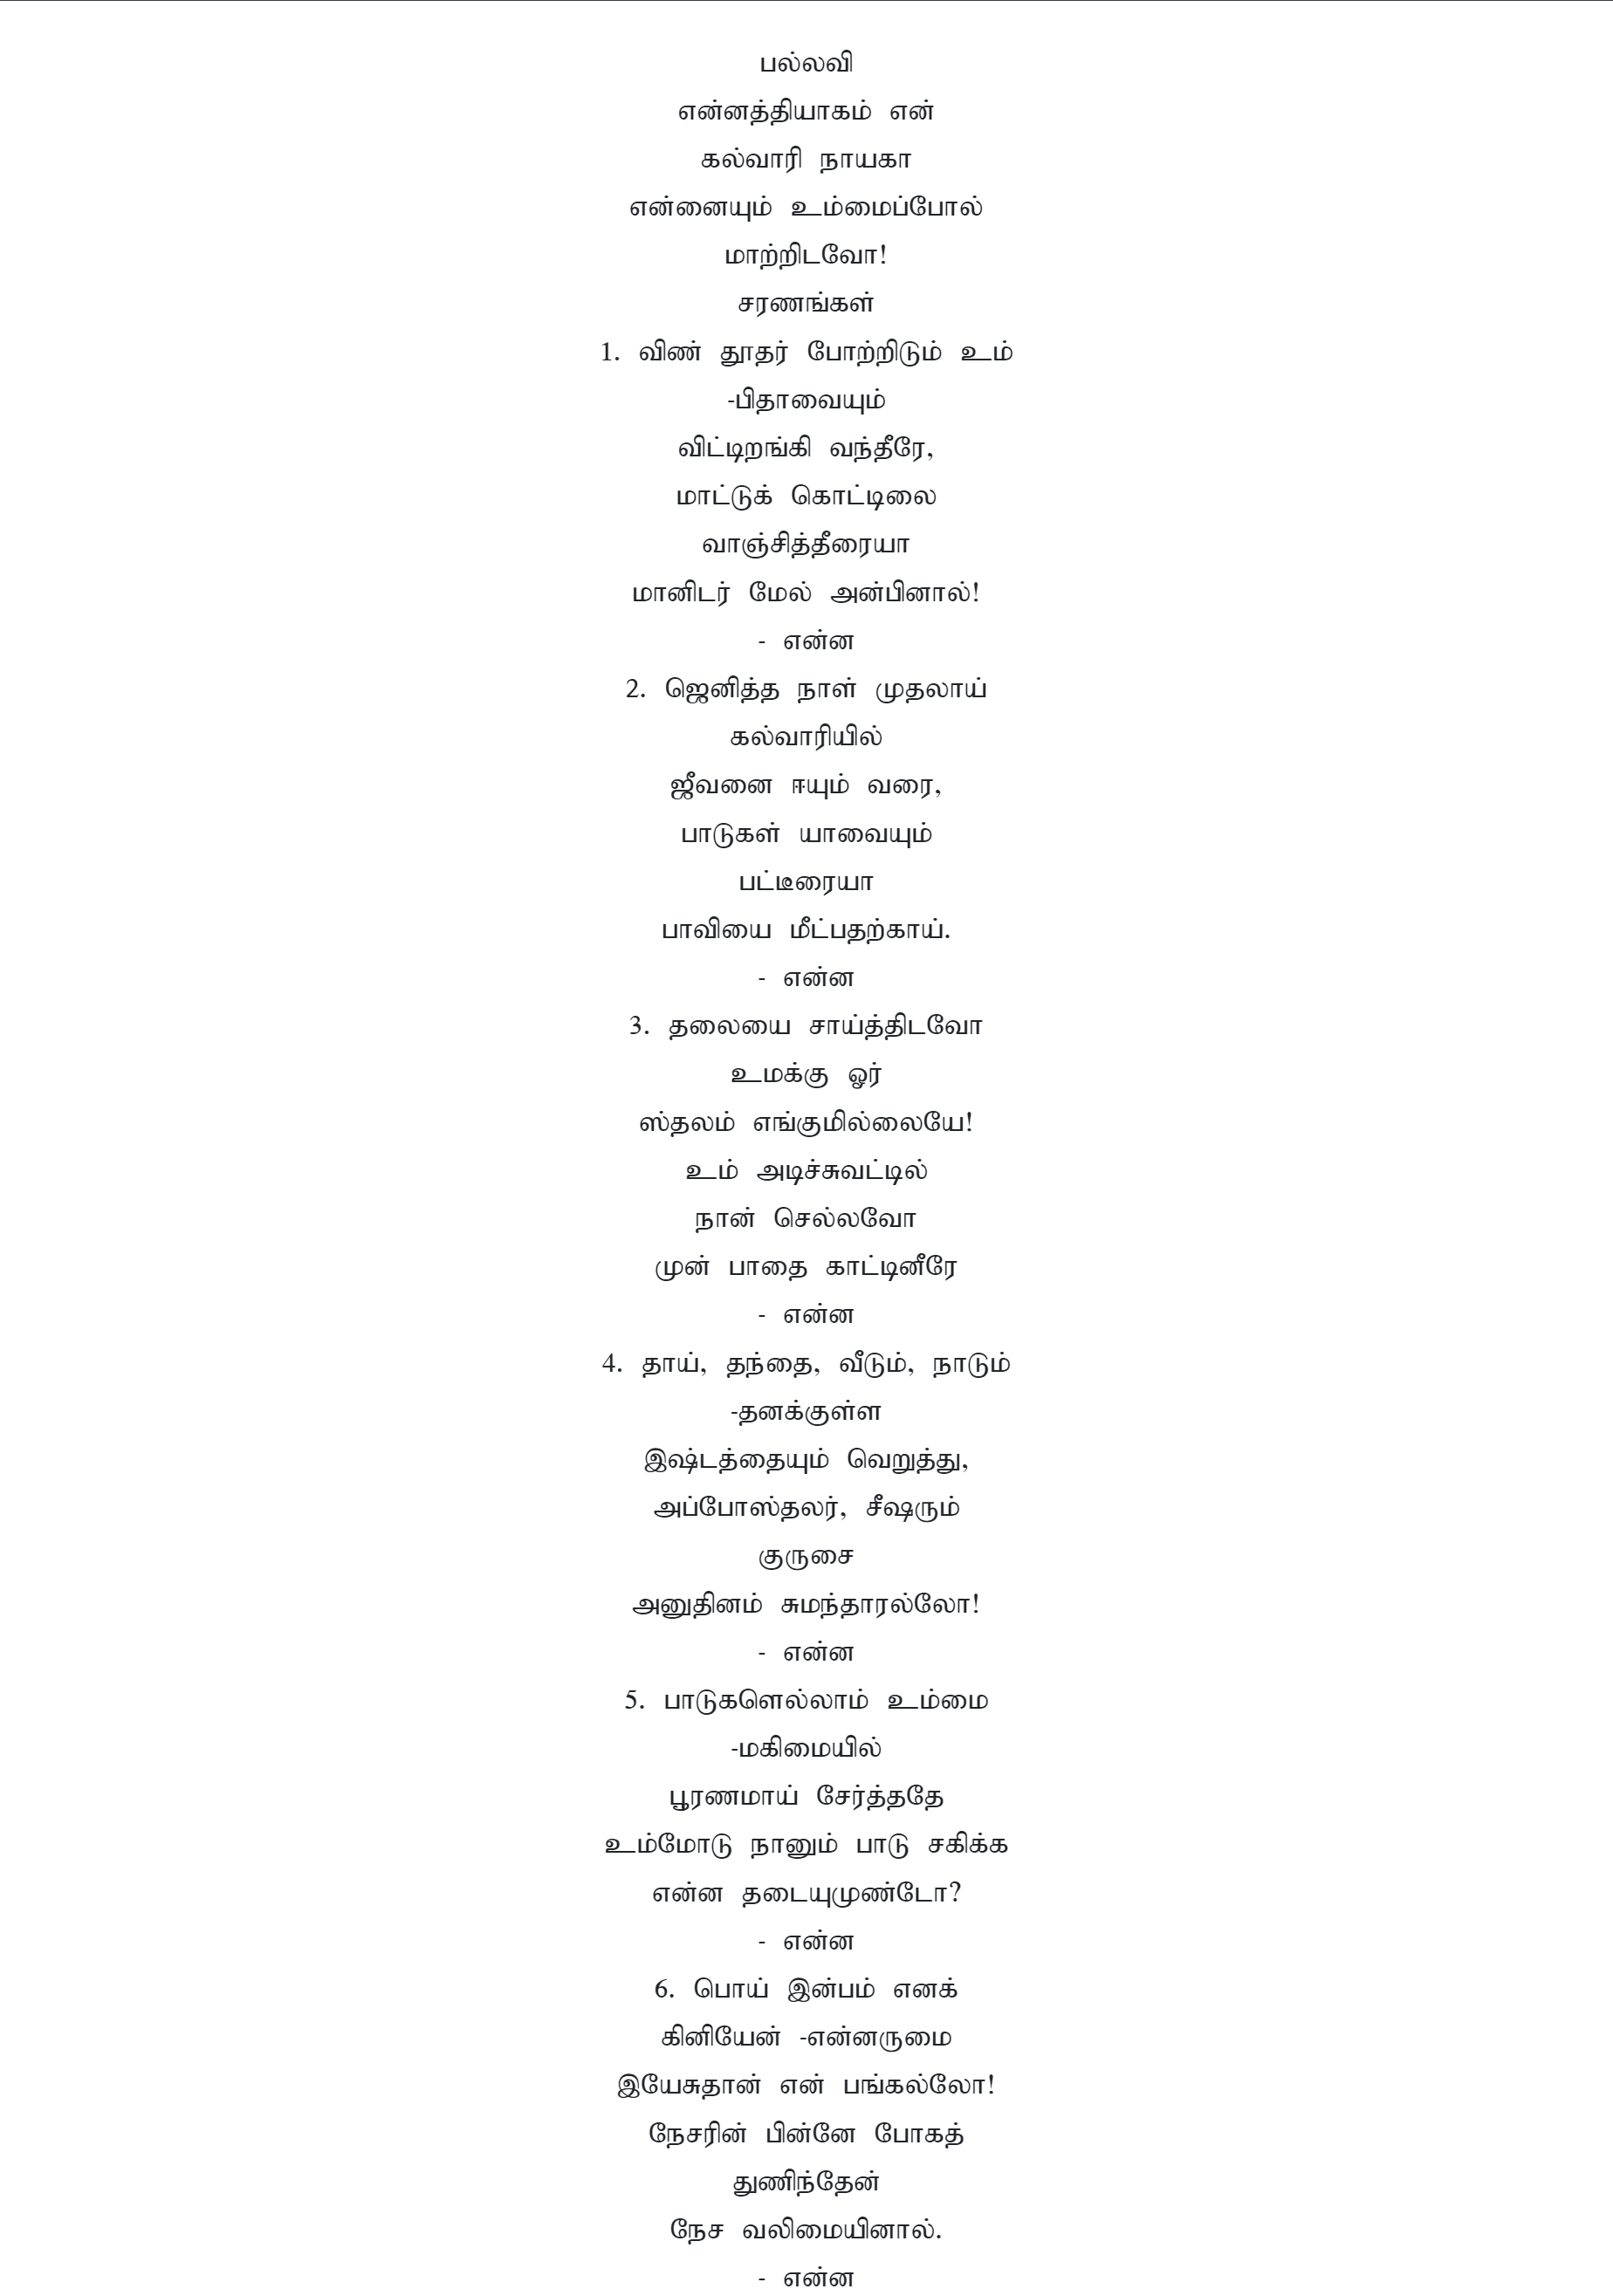 பல்லவி
என்னத்தியாகம் என்
கல்வாரி நாயகா
என்னையும் உம்மைப்போல்
மாற்றிடவோ!
சரணங்கள்
1. விண் தூதர் போற்றிடும் உம்
-பிதாவையும்
விட்டிறங்கி வந்தீரே,
மாட்டுக் கொட்டிலை
வாஞ்சித்தீரையா
மானிடர் மேல் அன்பினால்!
- என்ன
2. ஜெனித்த நாள் முதலாய்
கல்வாரியில்
ஜீவனை ஈயும் வரை,
பாடுகள் யாவையும்
பட்டீரையா
பாவியை மீட்பதற்காய்.
- என்ன
3. தலையை சாய்த்திடவோ
உமக்கு ஓர்
ஸ்தலம் எங்குமில்லையே!
உம் அடிச்சுவட்டில்
நான் செல்லவோ
முன் பாதை காட்டினீரே
- என்ன
4. தாய், தந்தை, வீடும், நாடும்
-தனக்குள்ள
இஷ்டத்தையும் வெறுத்து,
அப்போஸ்தலர், சீஷரும்
குருசை
அனுதினம் சுமந்தாரல்லோ!
- என்ன
5. பாடுகளெல்லாம் உம்மை
-மகிமையில்
பூரணமாய் சேர்த்ததே
உம்மோடு நானும் பாடு சகிக்க
என்ன தடையுமுண்டோ?
- என்ன
6. பொய் இன்பம் எனக்
கினியேன் -என்னருமை
இயேசுதான் என் பங்கல்லோ!
நேசரின் பின்னே போகத்
துணிந்தேன்
நேச வலிமையினால்.
- என்ன